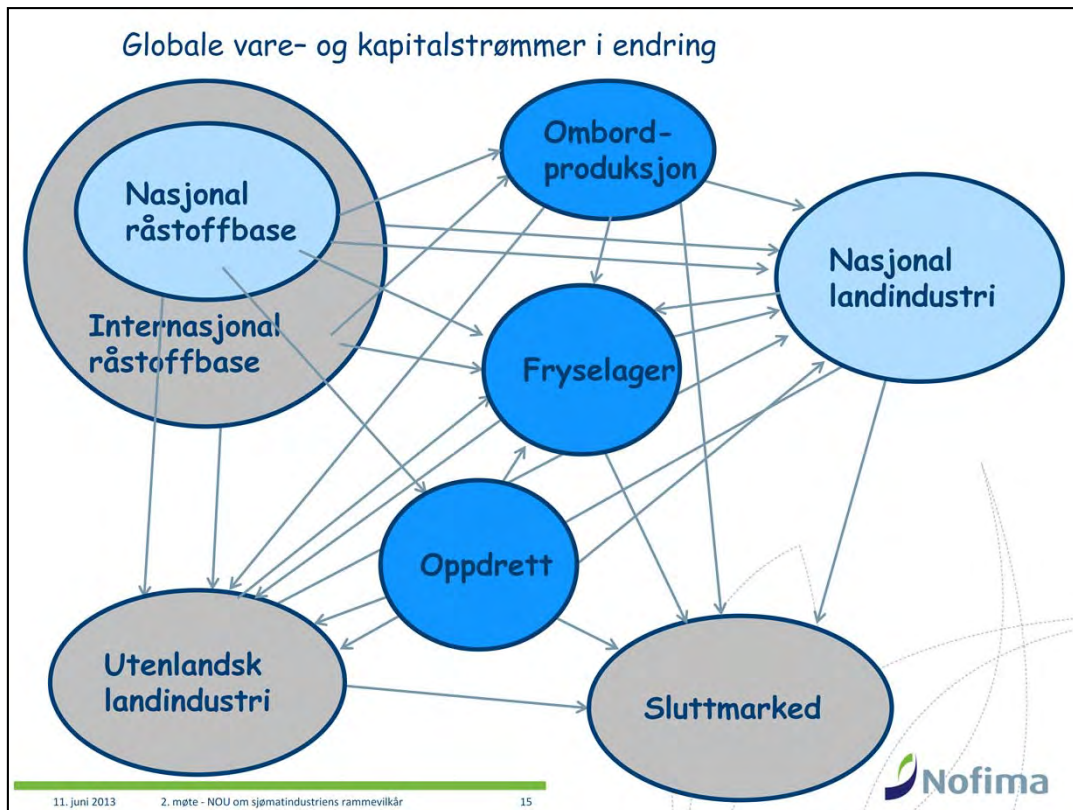 Globale vare– og kapitalstrømmer i endring
Ombord-
produksjon
Nasjonal
råstoffbase
Nasjonal
landindustri
Internasjonal
råstoffbase
Fryselager
Oppdrett
Utenlandsk
landindustri
Sluttmarked
Nofima
11. juni 2013
2. møte - NOU om sjømatindustriens rammevilkår
15